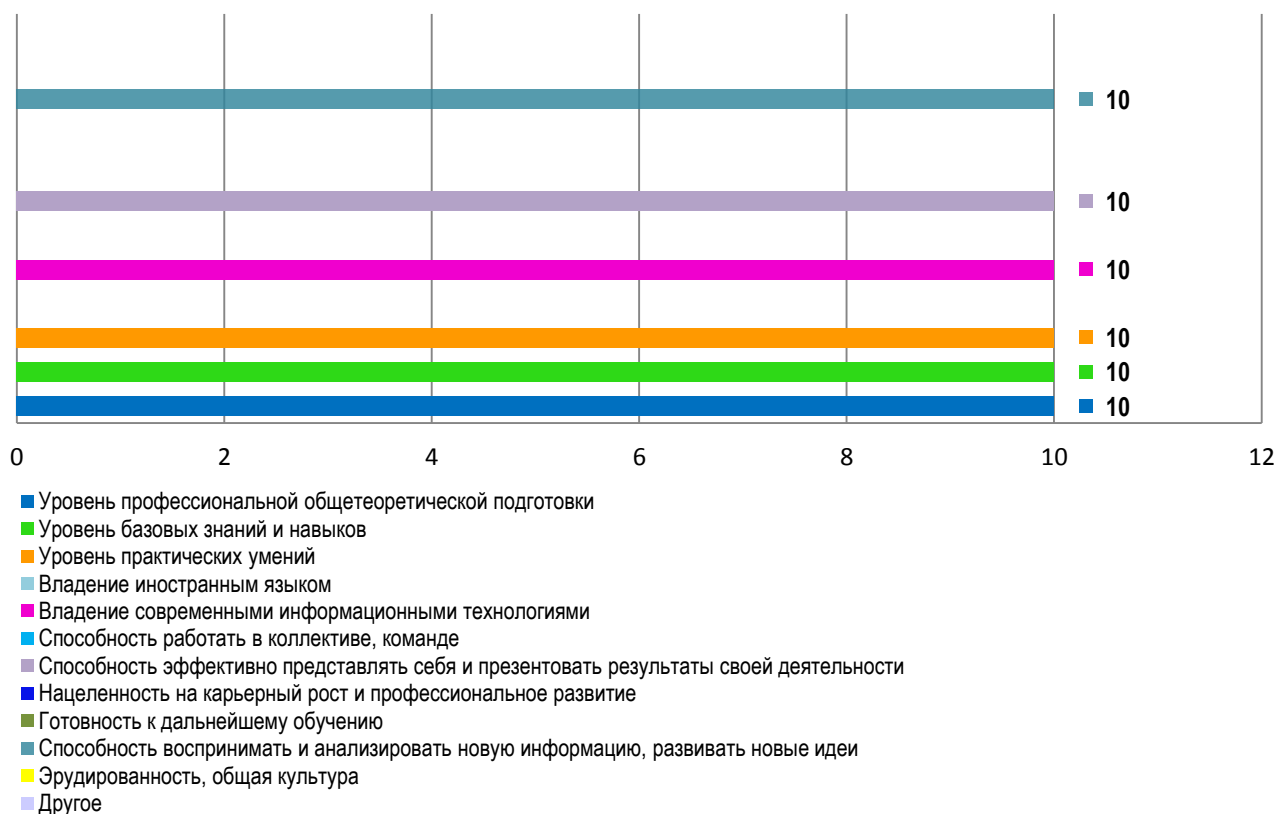 10
10
10
10
10
10
0 2 4 6 8 10 12
Уровень профессиональной общетеоретической подготовки
Уровень базовых знаний и навыков
Уровень практических умений
Владение иностранным языком
Владение современными информационными технологиями
Способность работать в коллективе, команде
Способность эффективно представлять себя и презентовать результаты своей деятельности
Нацеленность на карьерный рост и профессиональное развитие
Готовность к дальнейшему обучению
Способность воспринимать и анализировать новую информацию, развивать новые идеи
Эрудированность, общая культура
Другое